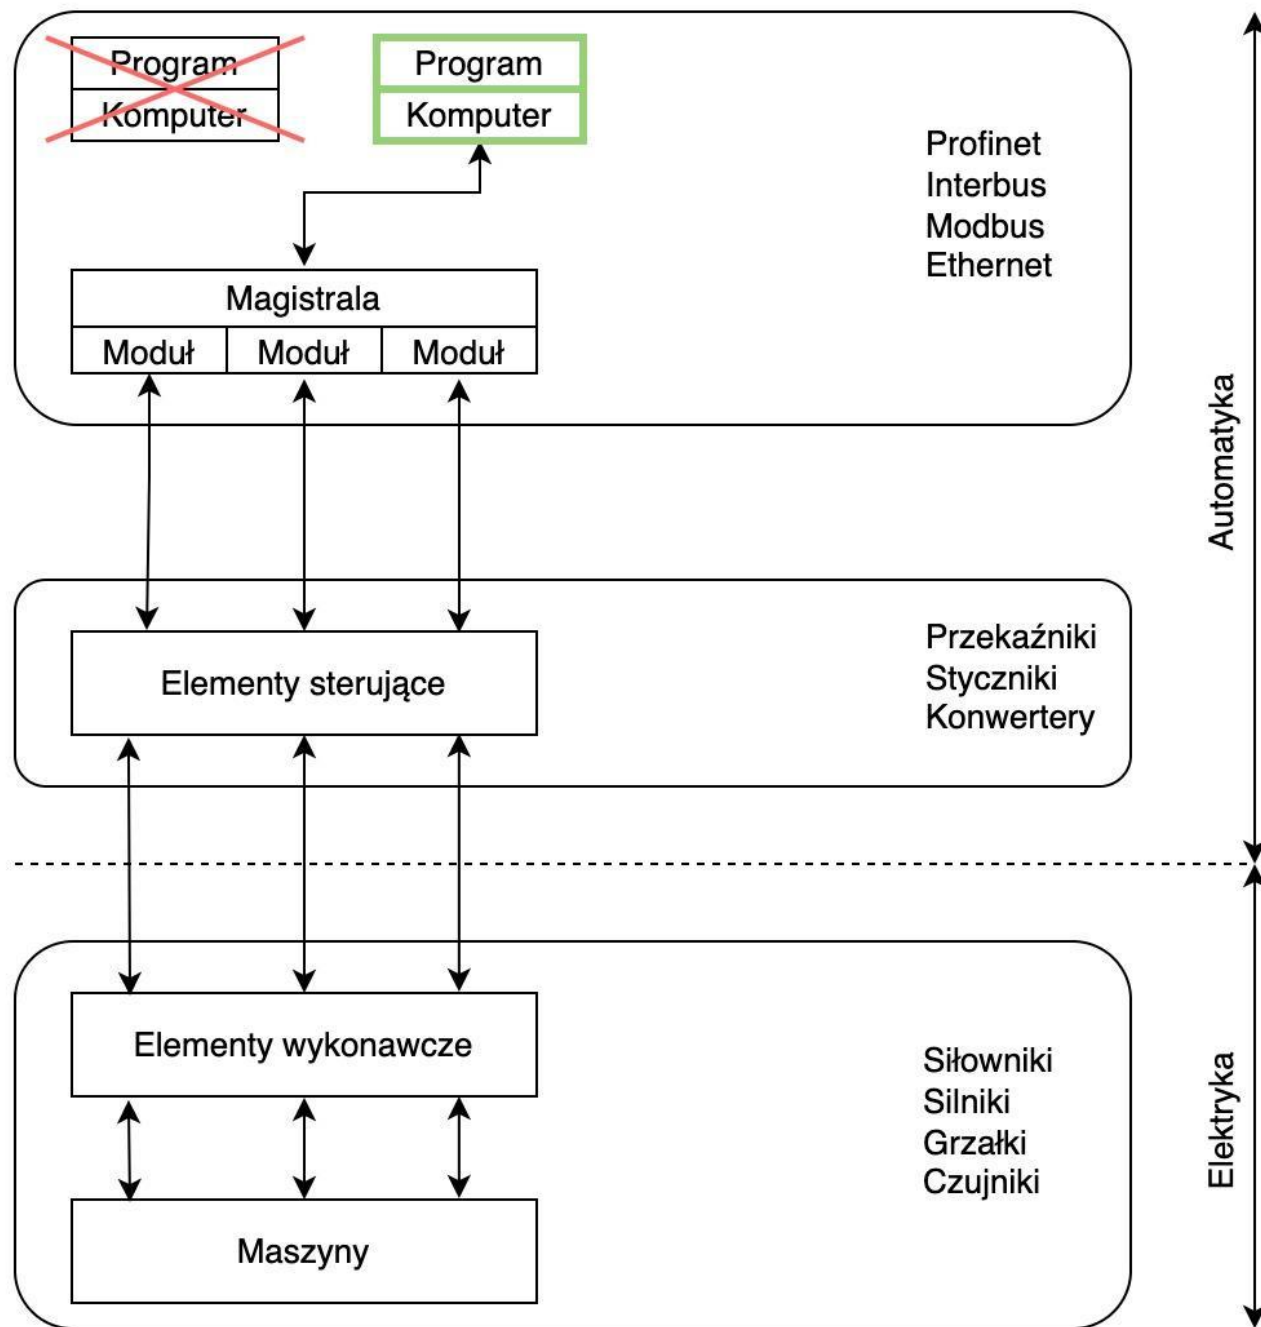 Program
Komputer
Program
Komputer
Profinet
Interbus
Modbus
Ethernet
Magistrala
Moduł
Moduł
Moduł
Automatyka
Elementy sterujące
Przekaźniki
Styczniki
Konwertery
Elementy wykonawcze
Siłowniki
Silniki
Grzałki
Czujniki
Elektryka
Maszyny